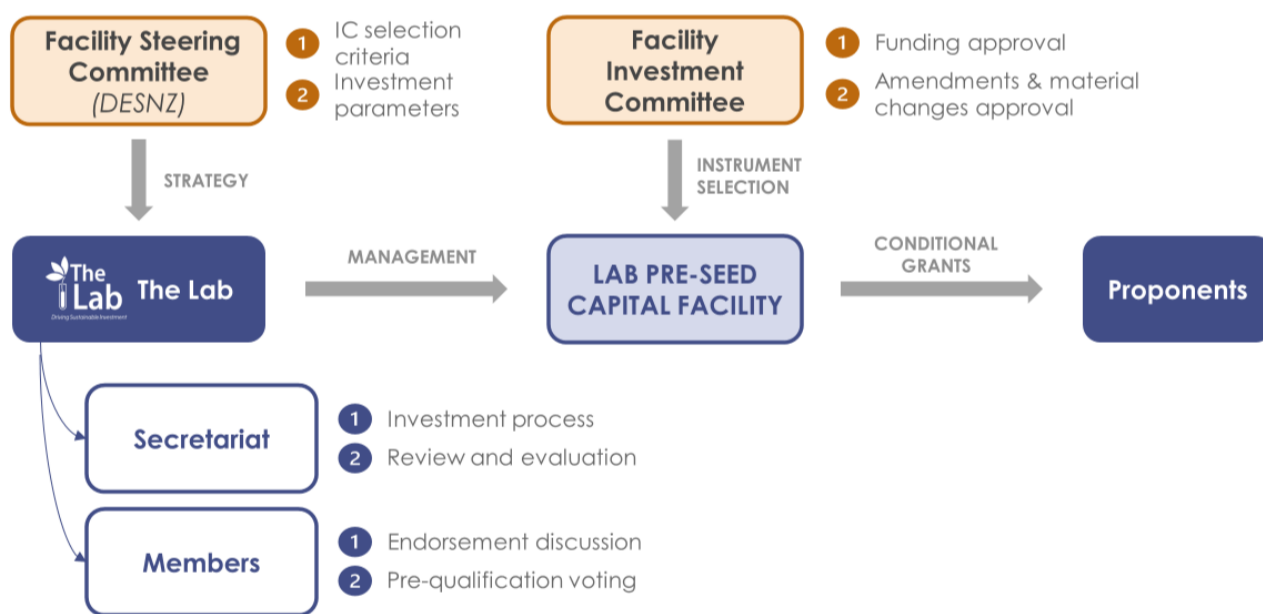 Facility Steering
Committee
(DESNZ)
1 IC selection
criteria
2 Investment
parameters
Facility
Investment
Committee
1 Funding approval
2 Amendments & material
changes approval
STRATEGY
INSTRUMENT
SELECTION
The
Lab
Driving Sustainable Investment
The Lab
MANAGEMENT
LAB PRE-SEED
CAPITAL FACILITY
CONDITIONAL
GRANTS
Proponents
Secretariat
1 Investment process
2 Review and evaluation
Members
1 Endorsement discussion
2 Pre-qualification voting